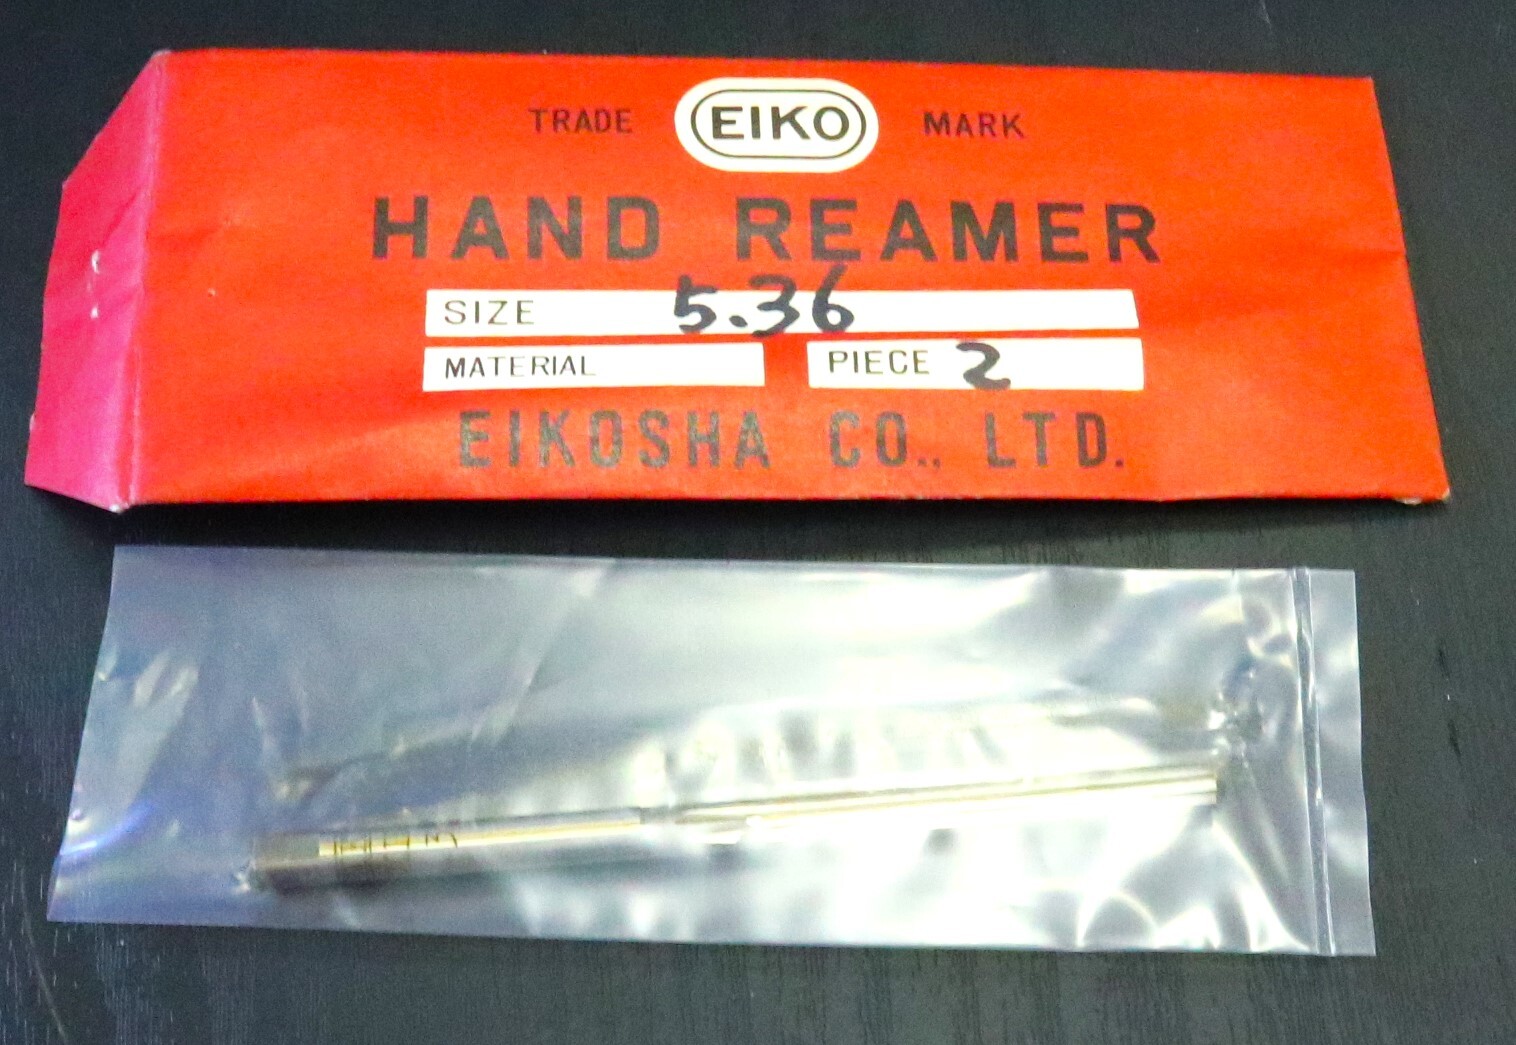 TRADE EIKO MARK
HAND REAMER
SIZE 5.36
MATERIAL PIECE 2
EIKOSHA CO., LTD.